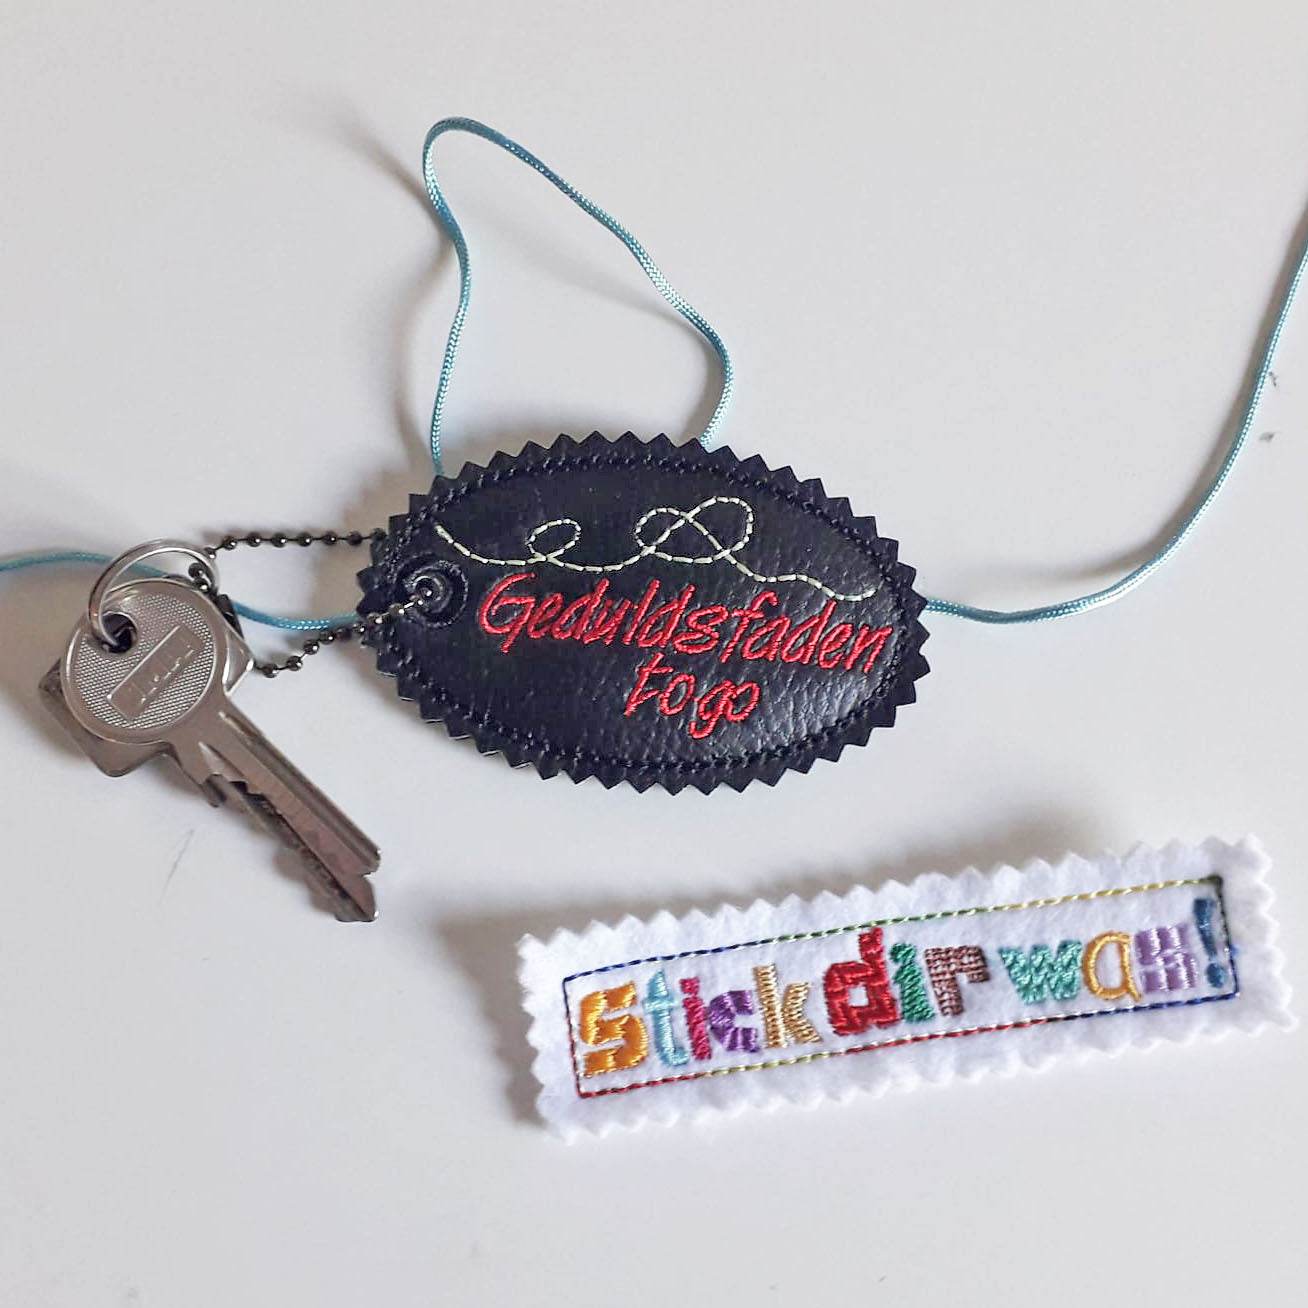 Geduldsfaden
to go
Stick dir was!